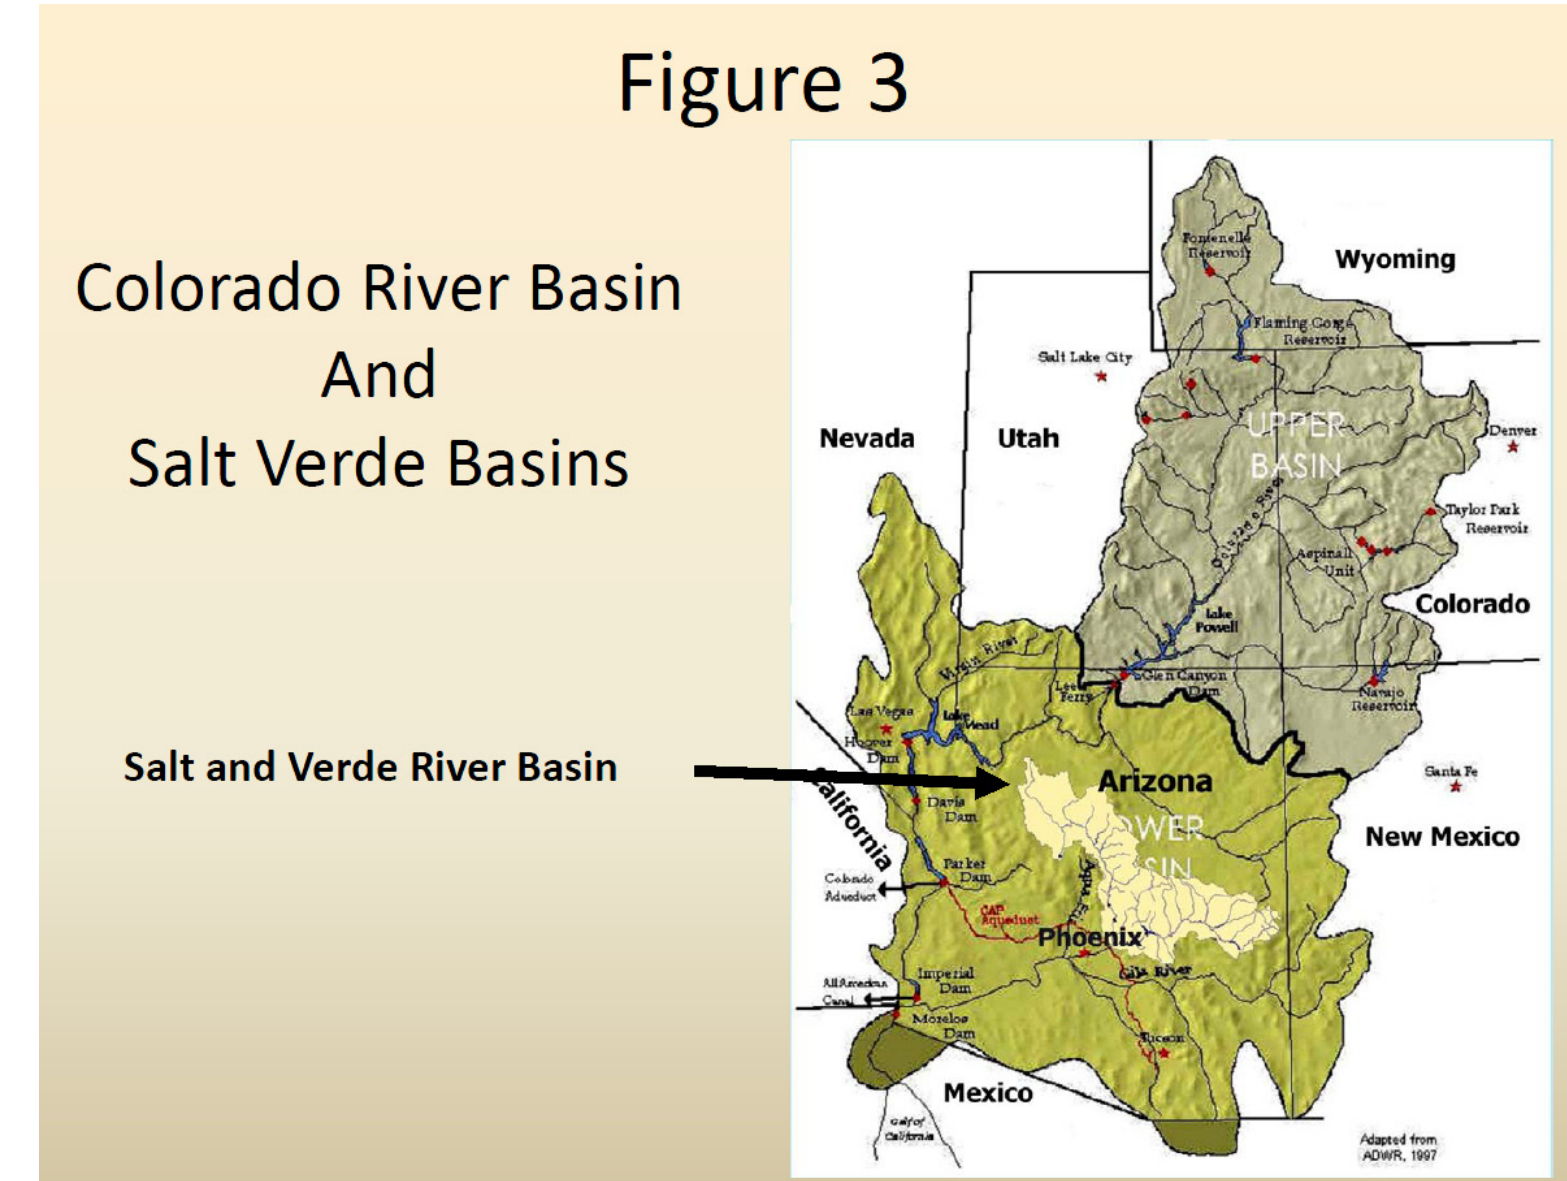 Figure 3
Colorado River Basin
And
Salt Verde Basins
Salt and Verde River Basin
Fontenelle
Reservoir
Wyoming
Flaming Gorge
Reservoir
Salt Lake City
UPPER
BASIN
Nevada
Utah
Denver
Colorado River
Taylor Park
Reservoir
Aspinall
Unit
Colorado
Lake
Powell
Virgin River
Glen Canyon
Dam
Lees
Ferry
Navajo
Reservoir
Las Vegas
Lake
Mead
Hoover
Dam
Santa Fe
Arizona
California
Davis
Dam
New Mexico
Parker
Dam
Colorado
Aqueduct
CAP
Aqueduct
Phoenix
Gila River
Imperial
Dam
All American
Canal
Morelos
Dam
Tucson
Mexico
Gulf of
California
Adapted from
ADWR, 1997